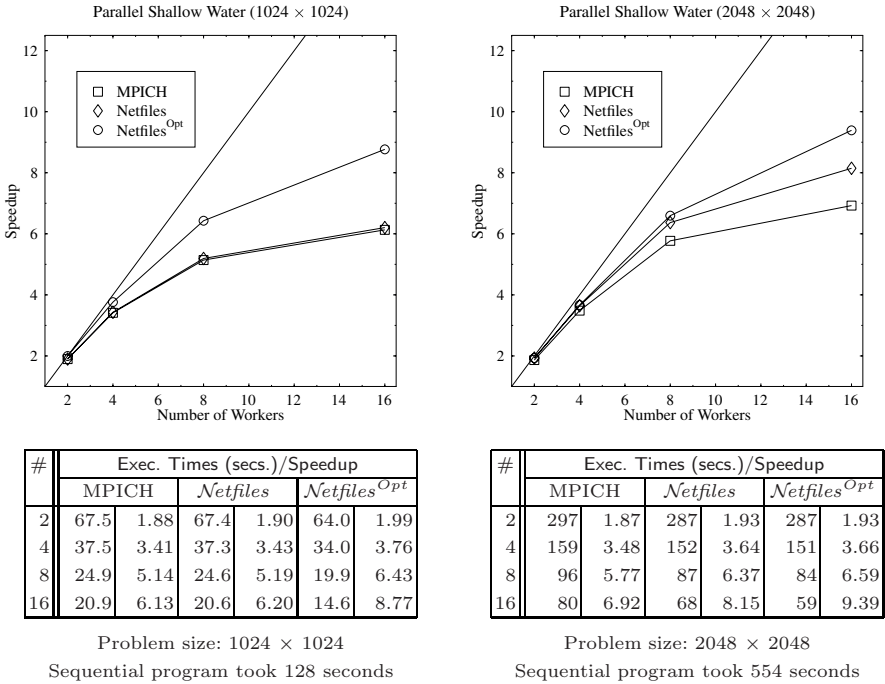 Parallel Shallow Water (1024 × 1024)
12
10
8
6
4
2
Speedup
MPICH
Netfiles
Netfiles^Opt
2 4 6 8 10 12 14 16
Number of Workers
Parallel Shallow Water (2048 × 2048)
12
10
8
6
4
2
Speedup
MPICH
Netfiles
Netfiles^Opt
2 4 6 8 10 12 14 16
Number of Workers
# Exec. Times (secs.)/Speedup
MPICH Netfiles Netfiles^Opt
2 67.5 1.88 67.4 1.90 64.0 1.99
4 37.5 3.41 37.3 3.43 34.0 3.76
8 24.9 5.14 24.6 5.19 19.9 6.43
16 20.9 6.13 20.6 6.20 14.6 8.77
Problem size: 1024 × 1024
Sequential program took 128 seconds
# Exec. Times (secs.)/Speedup
MPICH Netfiles Netfiles^Opt
2 297 1.87 287 1.93 287 1.93
4 159 3.48 152 3.64 151 3.66
8 96 5.77 87 6.37 84 6.59
16 80 6.92 68 8.15 59 9.39
Problem size: 2048 × 2048
Sequential program took 554 seconds